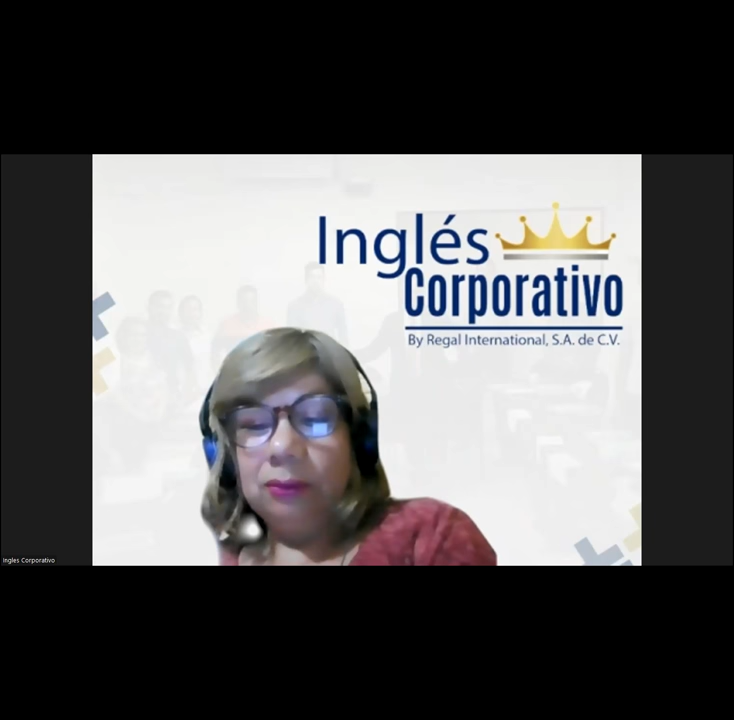 Inglés
Corporativo
By Regal International, S.A. de C.V.
Ingles Corporativo